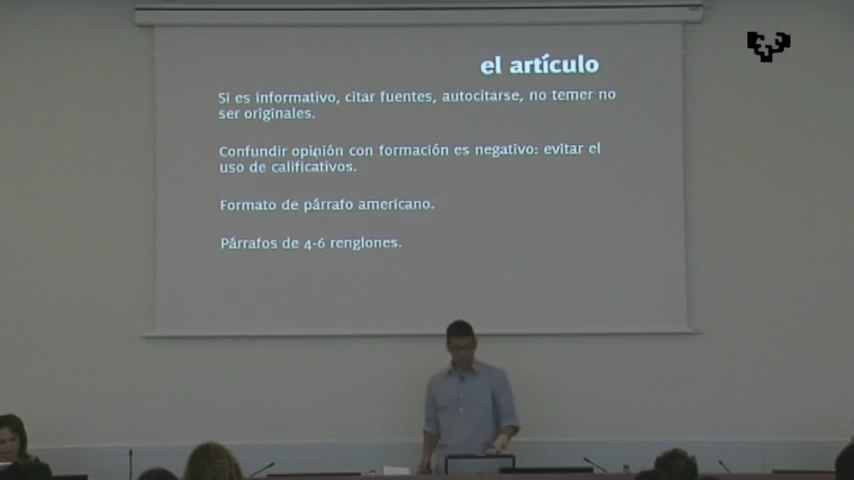 el artículo
Si es informativo, citar fuentes, autocitarse, no temer no
ser originales.
Confundir opinión con formación es negativo: evitar el
uso de calificativos.
Formato de párrafo americano.
Párrafos de 4-6 renglones.